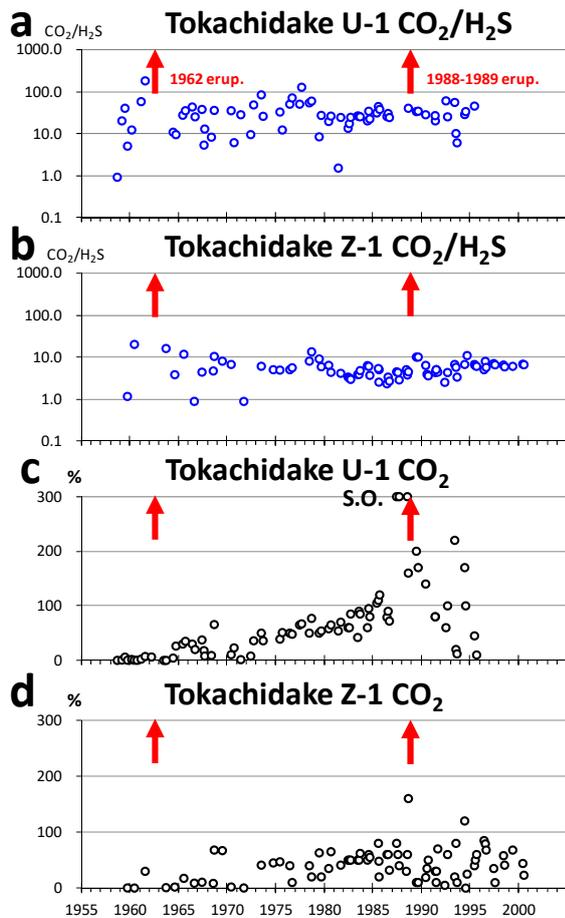 a CO₂/H₂S Tokachidake U-1 CO₂/H₂S
1000.0
1962 erup. 1988-1989 erup.
100.0
10.0
1.0
0.1
b CO₂/H₂S Tokachidake Z-1 CO₂/H₂S
1000.0
100.0
10.0
1.0
0.1
c % Tokachidake U-1 CO₂
300 S.O.
200
100
0
d % Tokachidake Z-1 CO₂
300
200
100
0
1955 1960 1965 1970 1975 1980 1985 1990 1995 2000